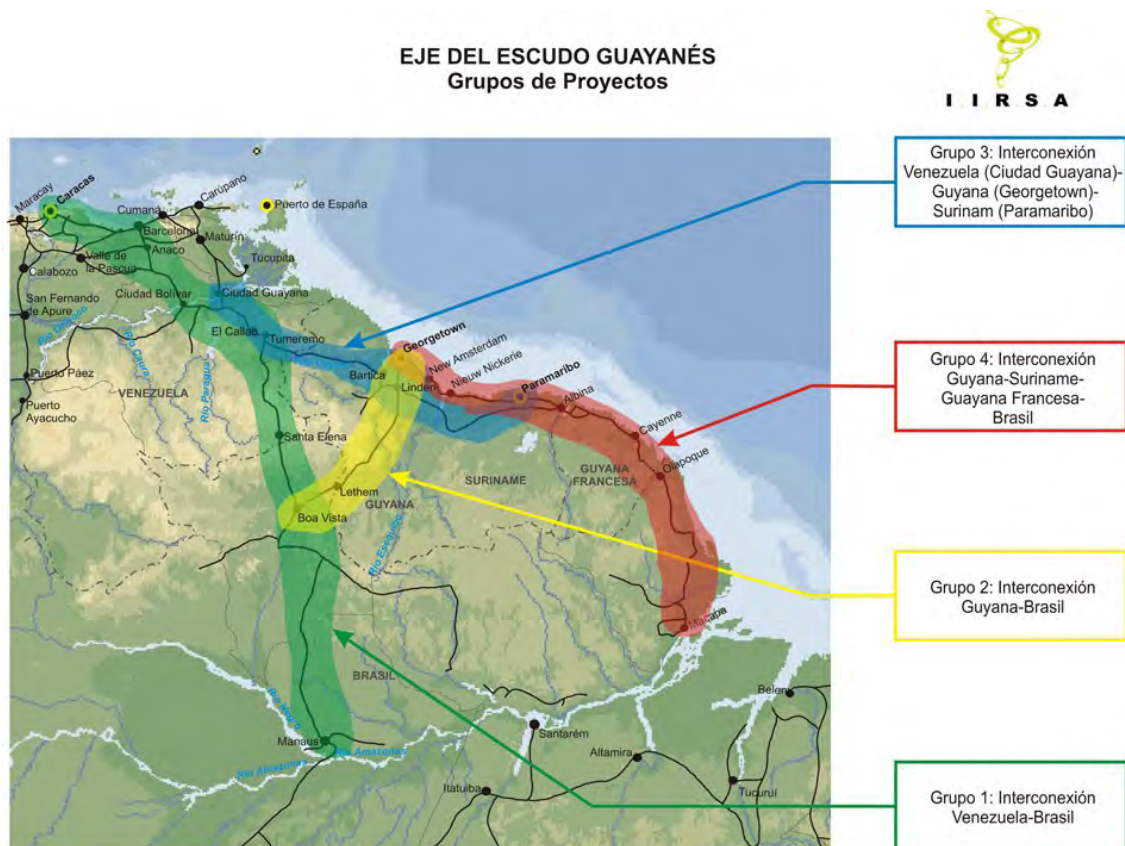 EJE DEL ESCUDO GUAYANÉS
Grupos de Proyectos
I I R S A
Grupo 3: Interconexión
Venezuela (Ciudad Guayana)-
Guyana (Georgetown)-
Surinam (Paramaribo)
Grupo 4: Interconexión
Guyana-Suriname-
Guayana Francesa-
Brasil
Grupo 2: Interconexión
Guyana-Brasil
Grupo 1: Interconexión
Venezuela-Brasil
Maracay
Caracas
Carúpano
Cumaná
Puerto de España
Barcelona
Maturín
Anaco
Valle de
la Pascua
Tucupita
Calabozo
Ciudad Bolívar
Ciudad Guayana
San Fernando
de Apure
Río Orinoco
Río Caura
El Callao
Tumeremo
Río Paragua
Georgetown
New Amsterdam
Nieuw Nickerie
Bartica
Linden
Paramaribo
Albina
Puerto Páez
VENEZUELA
Puerto
Ayacucho
Cayenne
Santa Elena
Oiapoque
SURINAME
GUYANA
FRANCESA
Lethem
GUYANA
Boa Vista
Río Esequibo
Macapa
BRASIL
Belem
Río Negro
Manaus
Río Amazonas
Río Amazonas
Santarém
Altamira
Itatuiba
Tucuruí